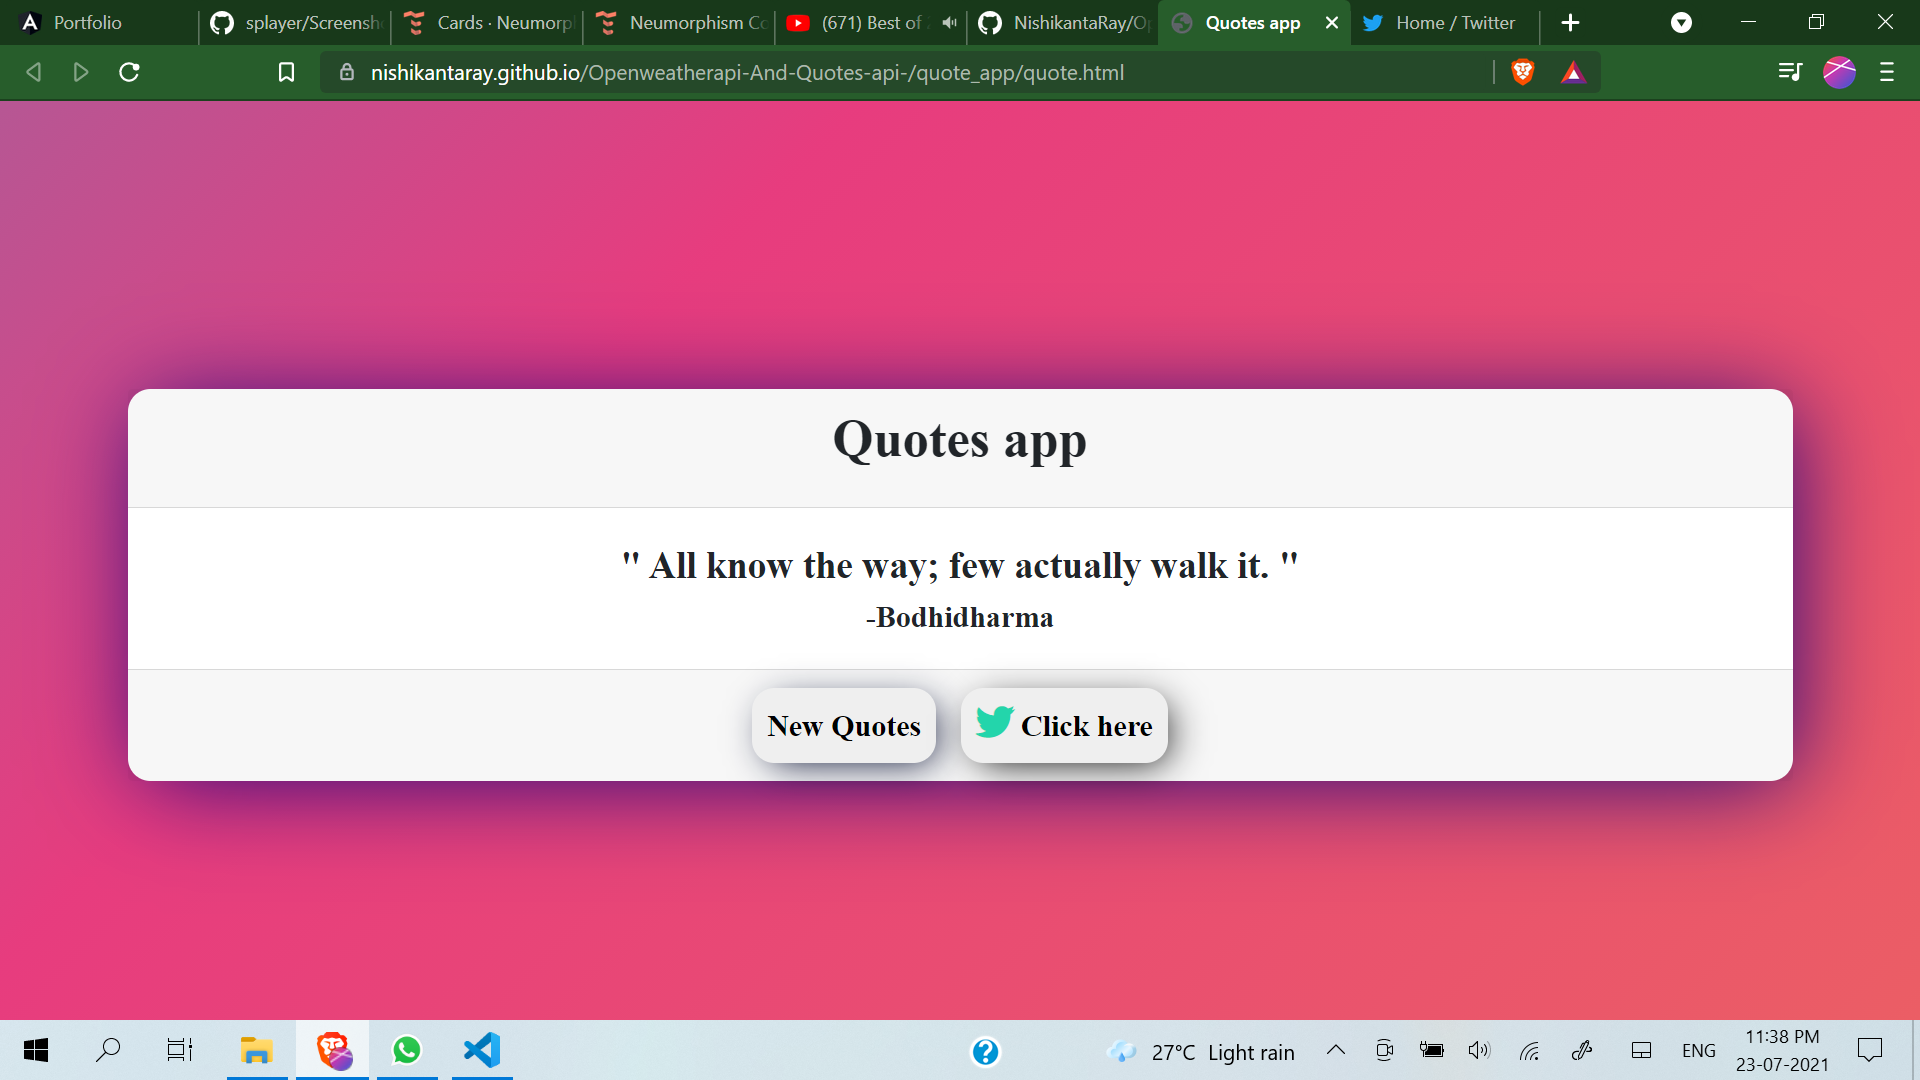 Portfolio
splayer/Screensh
Cards · Neumorp
Neumorphism Co
(671) Best of
NishikantaRay/Op
Quotes app
Home / Twitter
nishikantaray.github.io/Openweatherapi-And-Quotes-api-/quote_app/quote.html
Quotes app
" All know the way; few actually walk it. "
-Bodhidharma
New Quotes
Click here
27°C Light rain
ENG
11:38 PM
23-07-2021